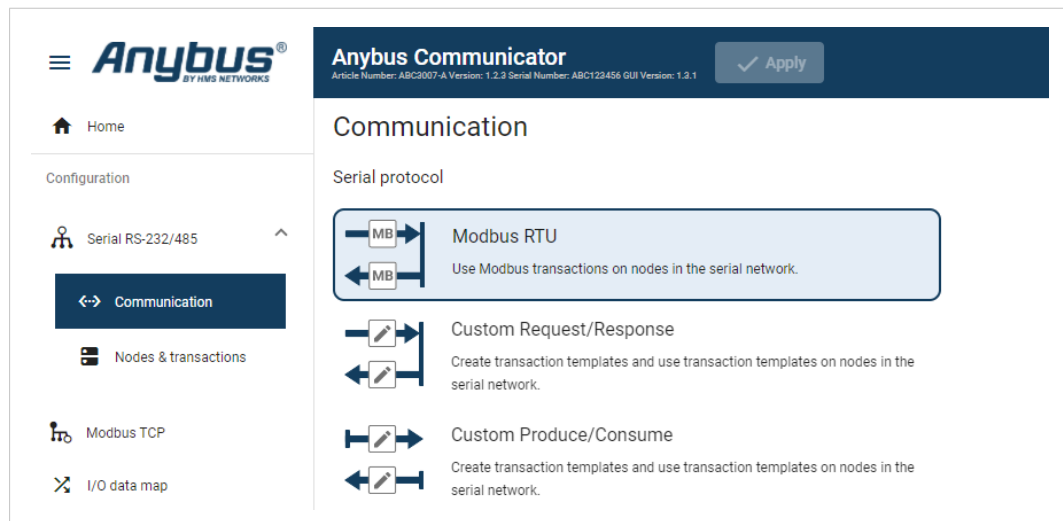 Anybus®
BY HMS NETWORKS
Anybus Communicator
Article Number: ABC3007-A Version: 1.2.3 Serial Number: ABC123456 GUI Version: 1.3.1
Apply
Home
Configuration
Serial RS-232/485
Communication
Nodes & transactions
Modbus TCP
I/O data map
Communication
Serial protocol
MB
MB
Modbus RTU
Use Modbus transactions on nodes in the serial network.
Custom Request/Response
Create transaction templates and use transaction templates on nodes in the
serial network.
Custom Produce/Consume
Create transaction templates and use transaction templates on nodes in the
serial network.